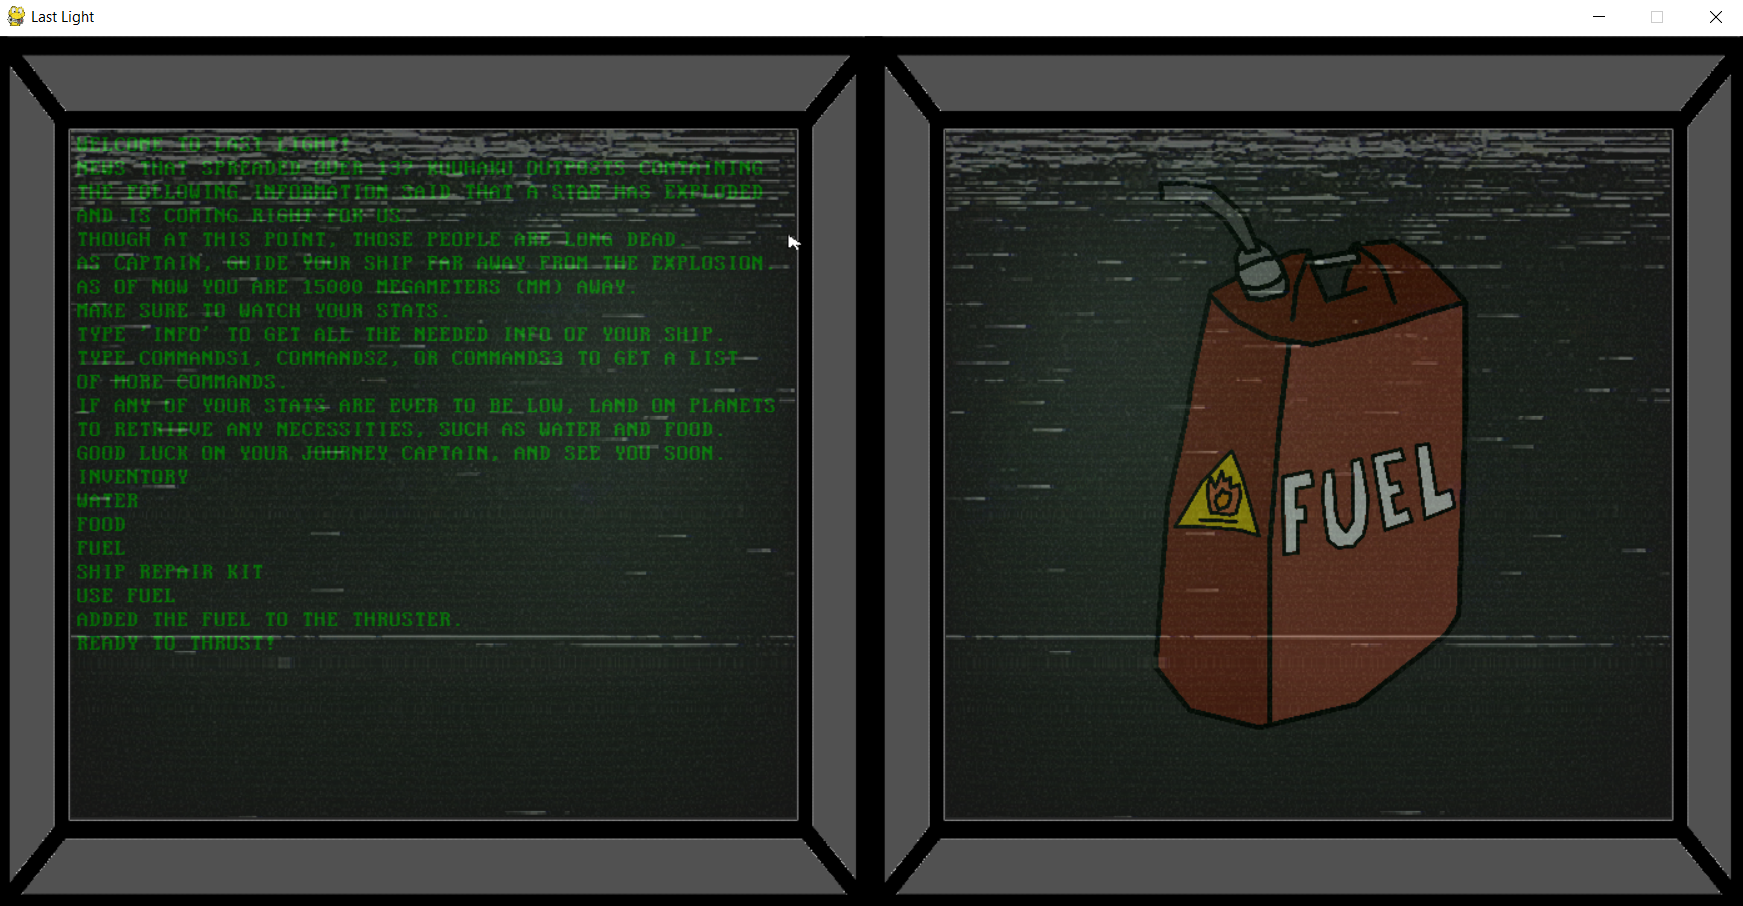 Last Light
WELCOME TO LAST LIGHT!
NEWS THAT SPREADED OVER 137 KUUHAKU OUTPOSTS CONTAINING
THE FOLLOWING INFORMATION SAID THAT A STAR HAS EXPLODED
AND IS COMING RIGHT FOR US.
THOUGH AT THIS POINT, THOSE PEOPLE ARE LONG DEAD.
AS CAPTAIN, GUIDE YOUR SHIP FAR AWAY FROM THE EXPLOSION.
AS OF NOW YOU ARE 15000 MEGAMETERS (MM) AWAY.
MAKE SURE TO WATCH YOUR STATS.
TYPE 'INFO' TO GET ALL THE NEEDED INFO OF YOUR SHIP.
TYPE COMMANDS1, COMMANDS2, OR COMMANDS3 TO GET A LIST
OF MORE COMMANDS.
IF ANY OF YOUR STATS ARE EVER TO BE LOW, LAND ON PLANETS
TO RETRIEVE ANY NECESSITIES, SUCH AS WATER AND FOOD.
GOOD LUCK ON YOUR JOURNEY CAPTAIN, AND SEE YOU SOON.
INVENTORY
WATER
FOOD
FUEL
SHIP REPAIR KIT
USE FUEL
ADDED THE FUEL TO THE THRUSTER.
READY TO THRUST!
FUEL